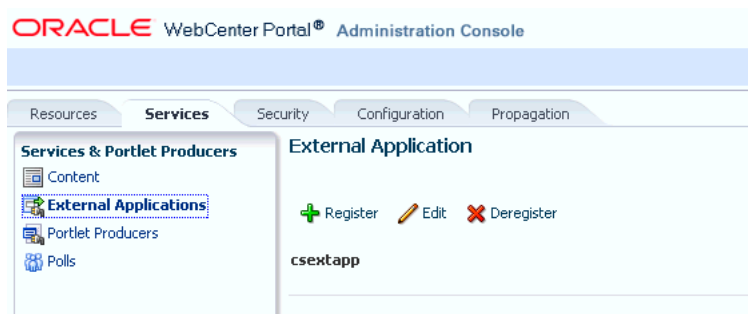 ORACLE WebCenter Portal® Administration Console
Resources Services Security Configuration Propagation
Services & Portlet Producers
Content
External Applications
Portlet Producers
Polls
External Application
Register Edit Deregister
csextapp